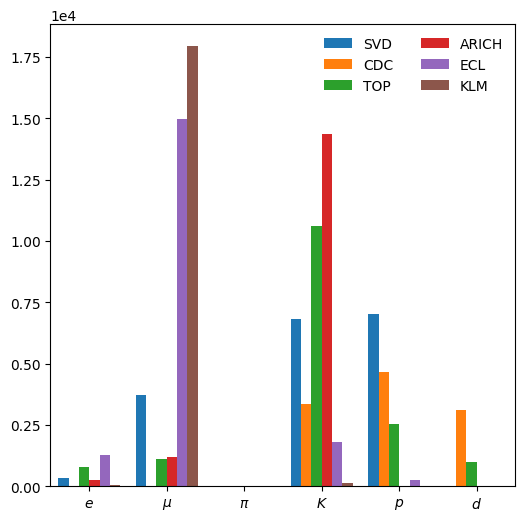 1e4
SVD ARICH
CDC ECL
TOP KLM
1.75
1.50
1.25
1.00
0.75
0.50
0.25
0.00
e μ π K p d